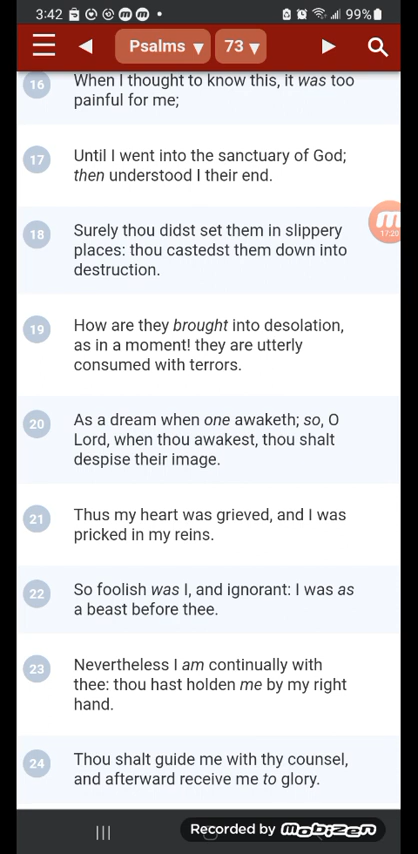 3:42 99%
Psalms 73
16 When I thought to know this, it was too
painful for me;
17 Until I went into the sanctuary of God;
then understood I their end.
17:20
18 Surely thou didst set them in slippery
places: thou castedst them down into
destruction.
19 How are they brought into desolation,
as in a moment! they are utterly
consumed with terrors.
20 As a dream when one awaketh; so, O
Lord, when thou awakest, thou shalt
despise their image.
21 Thus my heart was grieved, and I was
pricked in my reins.
22 So foolish was I, and ignorant: I was as
a beast before thee.
23 Nevertheless I am continually with
thee: thou hast holden me by my right
hand.
24 Thou shalt guide me with thy counsel,
and afterward receive me to glory.
Recorded by mobizen